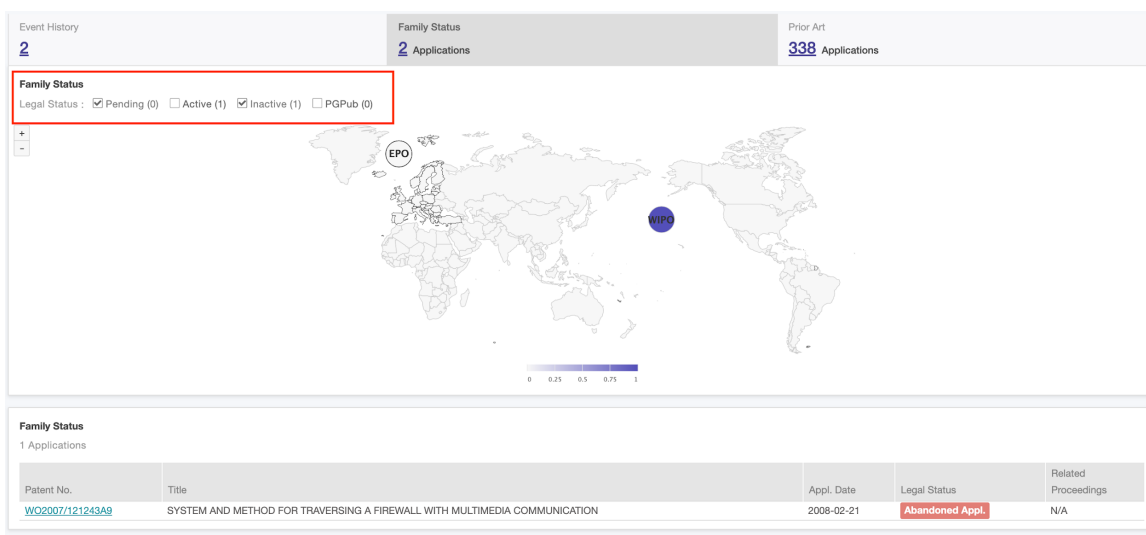 Event History
2
Family Status
2 Applications
Prior Art
338 Applications
Family Status
Legal Status : Pending (0) Active (1) Inactive (1) PGPub (0)
+
-
EPO
WIPO
0 0.25 0.5 0.75 1
Family Status
1 Applications
Patent No. Title Appl. Date Legal Status Related Proceedings
WO2007/121243A9 SYSTEM AND METHOD FOR TRAVERSING A FIREWALL WITH MULTIMEDIA COMMUNICATION 2008-02-21 Abandoned Appl. N/A